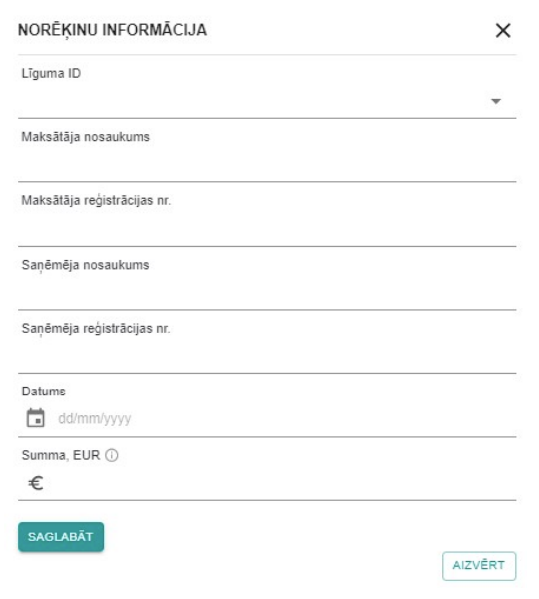 NORĒĶINU INFORMĀCIJA
Līguma ID
Maksātāja nosaukums
Maksātāja reģistrācijas nr.
Saņēmēja nosaukums
Saņēmēja reģistrācijas nr.
Datums
dd/mm/yyyy
Summa, EUR
€
SAGLABĀT
AIZVĒRT